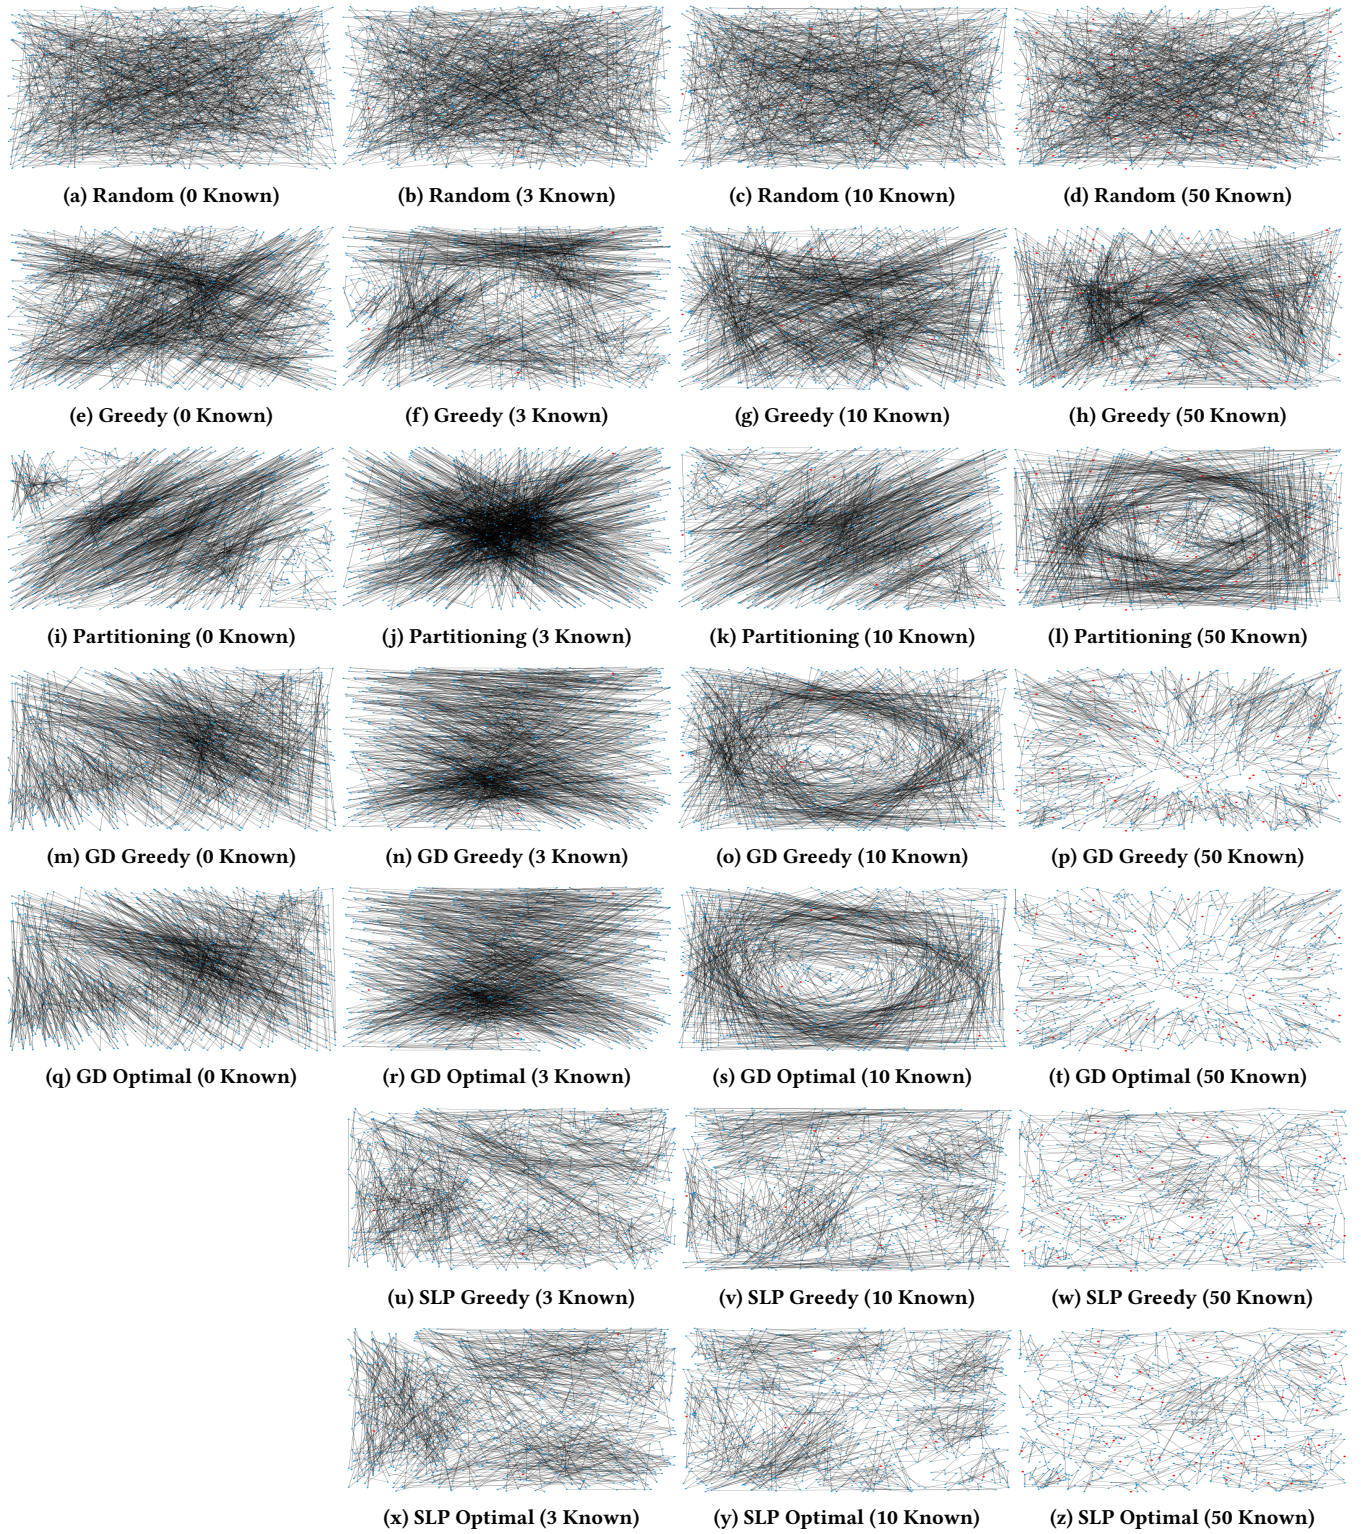 (a) Random (0 Known)
(b) Random (3 Known)
(c) Random (10 Known)
(d) Random (50 Known)
(e) Greedy (0 Known)
(f) Greedy (3 Known)
(g) Greedy (10 Known)
(h) Greedy (50 Known)
(i) Partitioning (0 Known)
(j) Partitioning (3 Known)
(k) Partitioning (10 Known)
(l) Partitioning (50 Known)
(m) GD Greedy (0 Known)
(n) GD Greedy (3 Known)
(o) GD Greedy (10 Known)
(p) GD Greedy (50 Known)
(q) GD Optimal (0 Known)
(r) GD Optimal (3 Known)
(s) GD Optimal (10 Known)
(t) GD Optimal (50 Known)
(u) SLP Greedy (3 Known)
(v) SLP Greedy (10 Known)
(w) SLP Greedy (50 Known)
(x) SLP Optimal (3 Known)
(y) SLP Optimal (10 Known)
(z) SLP Optimal (50 Known)